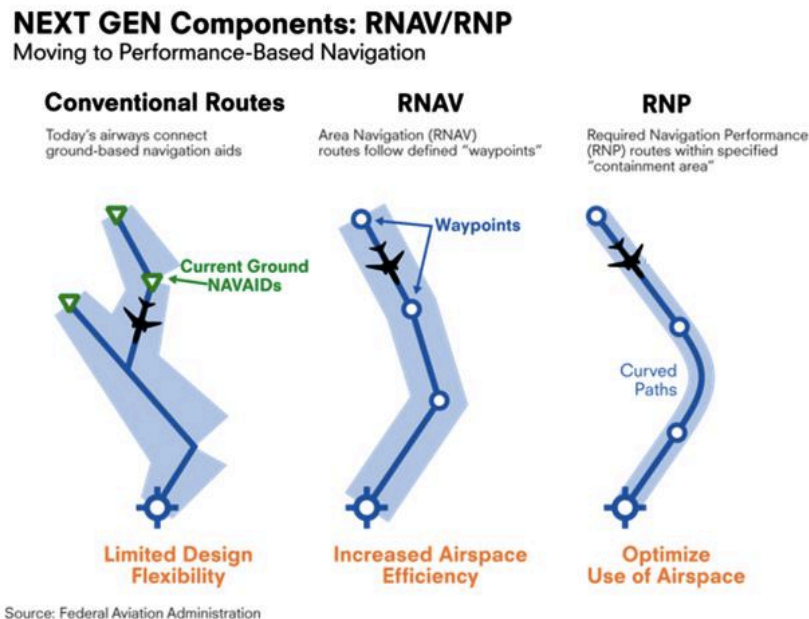 NEXT GEN Components: RNAV/RNP
Moving to Performance-Based Navigation
Conventional Routes
Today's airways connect
ground-based navigation aids
Current Ground
NAVAIDs
Limited Design
Flexibility
RNAV
Area Navigation (RNAV)
routes follow defined "waypoints"
Waypoints
Increased Airspace
Efficiency
RNP
Required Navigation Performance
(RNP) routes within specified
"containment area"
Curved
Paths
Optimize
Use of Airspace
Source: Federal Aviation Administration